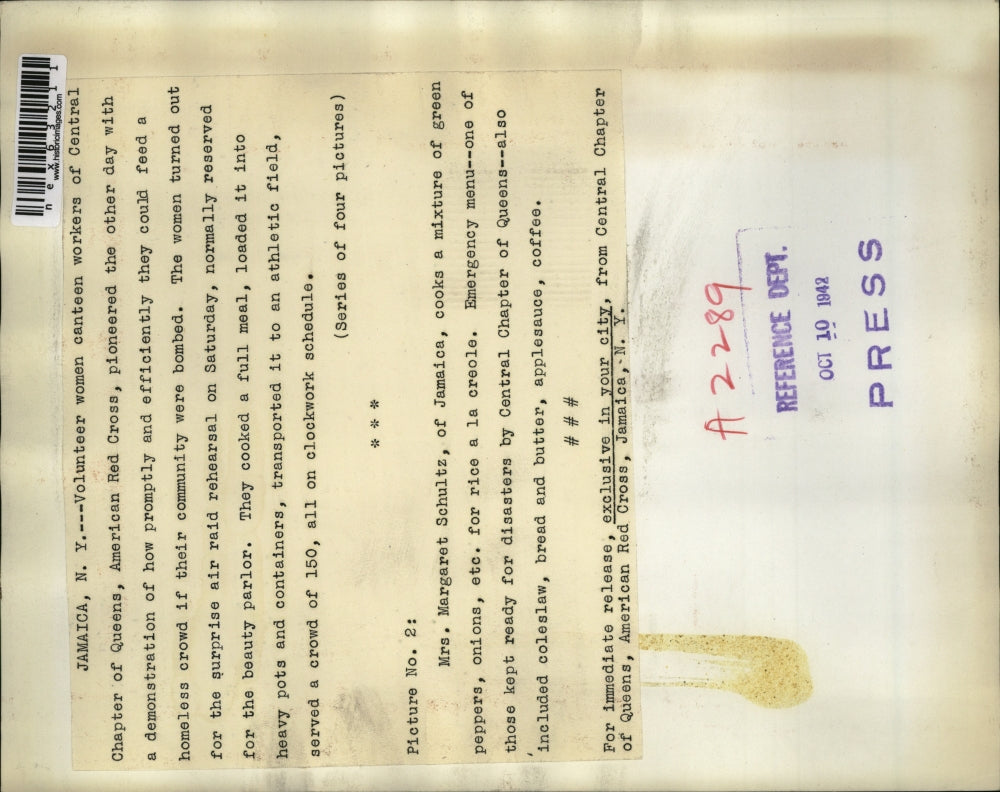 JAMAICA, N. Y.---Volunteer women canteen workers of Central
Chapter of Queens, American Red Cross, pioneered the other day with
a demonstration of how promptly and efficiently they could feed a
homeless crowd if their community were bombed. The women turned out
for the surprise air raid rehearsal on Saturday, normally reserved
for the beauty parlor. They cooked a full meal, loaded it into
heavy pots and containers, transported it to an athletic field,
served a crowd of 150, all on clockwork schedule.
(Series of four pictures)
* * *
Picture No. 2:
Mrs. Margaret Schultz, of Jamaica, cooks a mixture of green
peppers, onions, etc. for rice a la creole. Emergency menu--one of
those kept ready for disasters by Central Chapter of Queens--also
included coleslaw, bread and butter, applesauce, coffee.
# # #
For immediate release, exclusive in your city, from Central Chapter
of Queens, American Red Cross, Jamaica, N. Y.
A2289
REFERENCE DEPT.
OCT 10 1942
PRESS
nex63211
www.historicimages.com